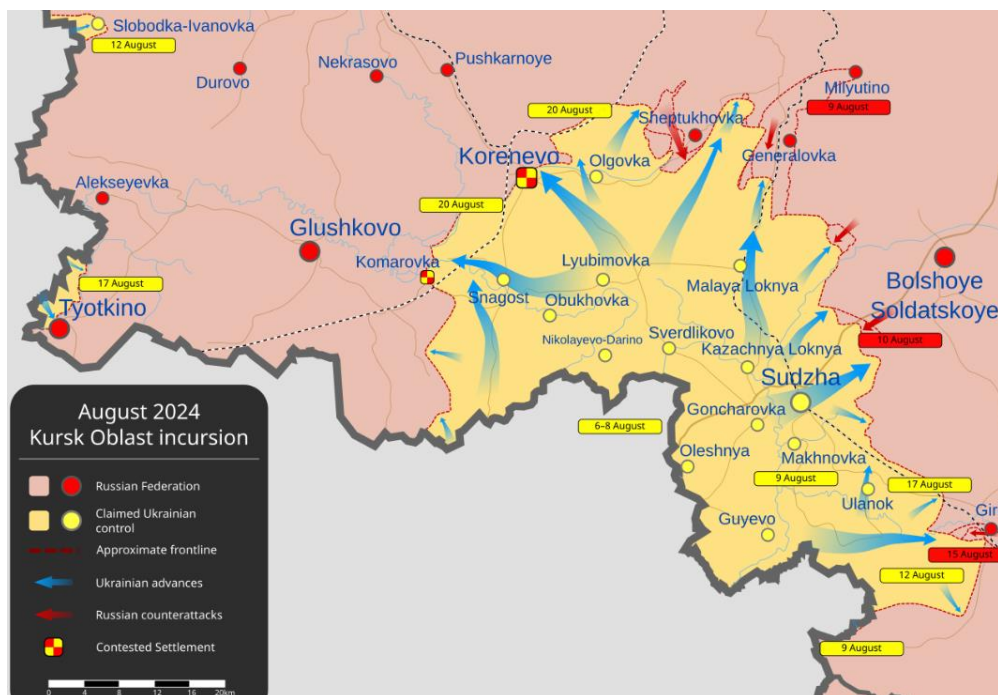 Slobodka-Ivanovka
12 August
Durovo
Nekrasovo
Pushkarnoye
20 August
Sheptukhovka
Milyutino
9 August
Korenevo
Olgovka
Generalovka
Alekseyevka
20 August
Glushkovo
Komarovka
Lyubimovka
Snagost
Obukhovka
Malaya Loknya
Bolshoye
Soldatskoye
17 August
Tyotkino
Nikolayevo-Darino
Sverdlikovo
Kazachnya Loknya
10 August
Sudzha
Goncharovka
6–8 August
Oleshnya
Makhnovka
9 August
Ulanok
17 August
Guyevo
Gir
15 August
12 August
9 August
August 2024
Kursk Oblast incursion
Russian Federation
Claimed Ukrainian
control
Approximate frontline
Ukrainian advances
Russian counterattacks
Contested Settlement
0 4 8 12 16 20km